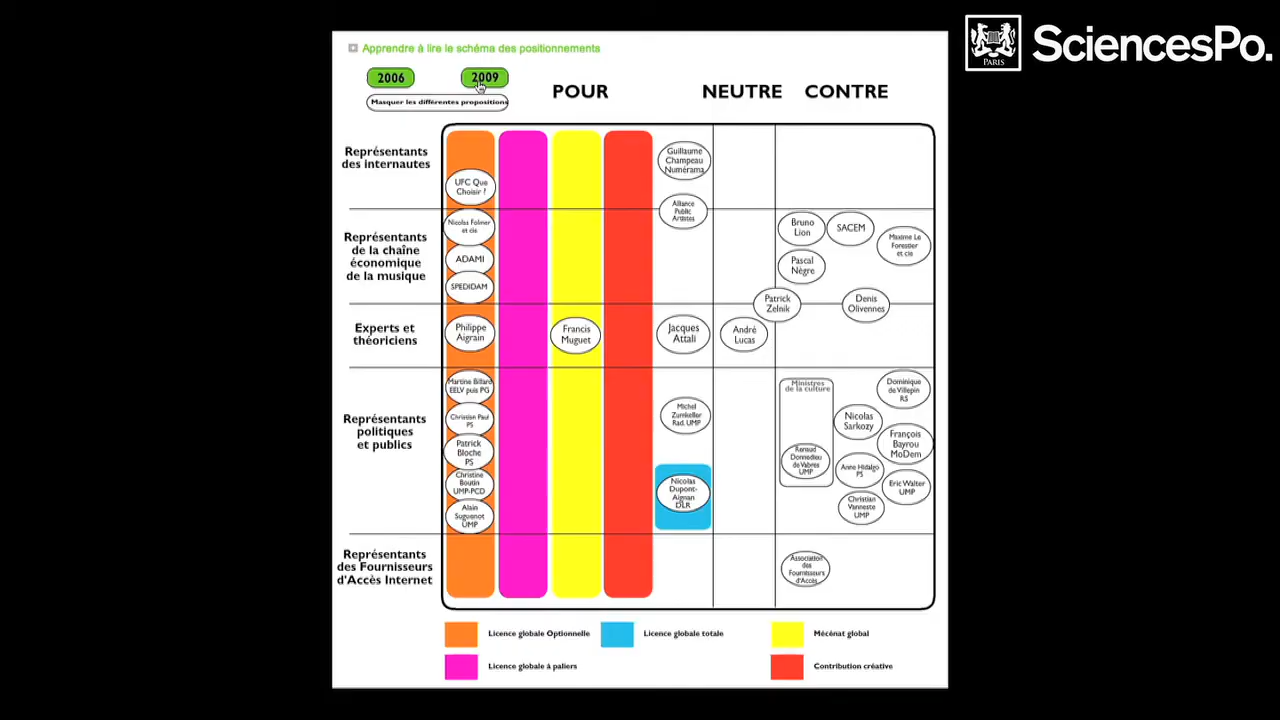 PARIS
SciencesPo.
Apprendre à lire le schéma des positionnements
2006
2009
Masquer les différentes propositions
POUR
NEUTRE
CONTRE
Représentants
des internautes
UFC Que
Choisir ?
Guillaume
Champeau
Numérama
Alliance
Public
Artistes
Représentants
de la chaîne
économique
de la musique
Nicolas Folmer
et cie
ADAMI
SPEDIDAM
Bruno
Lion
SACEM
Maxime Le
Forestier
et cie
Pascal
Nègre
Patrick
Zelnik
Denis
Olivennes
Experts et
théoriciens
Philippe
Aigrain
Francis
Muguet
Jacques
Attali
André
Lucas
Représentants
politiques
et publics
Martine Billard
EELV puis PG
Christian Paul
PS
Patrick
Bloche
PS
Christine
Boutin
UMP-PCD
Alain
Suguenot
UMP
Michel
Zumkeller
Rad. UMP
Nicolas
Dupont-
Aignan
DLR
Ministres
de la culture
Renaud
Donnedieu
de Vabres
UMP
Dominique
de Villepin
RS
Nicolas
Sarkozy
François
Bayrou
MoDem
Anne Hidalgo
PS
Eric Walter
UMP
Christian
Vanneste
UMP
Représentants
des Fournisseurs
d'Accès Internet
Association
des
Fournisseurs
d'Accès
Licence globale Optionnelle
Licence globale totale
Mécénat global
Licence globale à paliers
Contribution créative